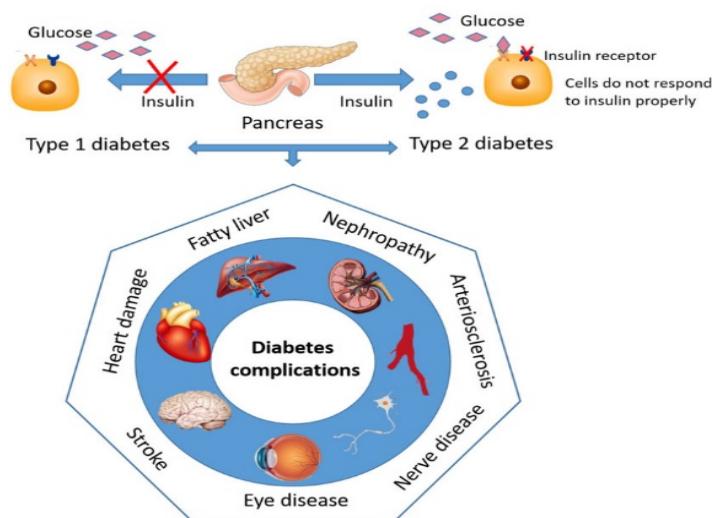 Glucose
Glucose
Insulin receptor
Insulin
Insulin
Cells do not respond
to insulin properly
Pancreas
Type 1 diabetes
Type 2 diabetes
Fatty liver
Nephropathy
Heart damage
Arteriosclerosis
Diabetes
complications
Stroke
Nerve disease
Eye disease